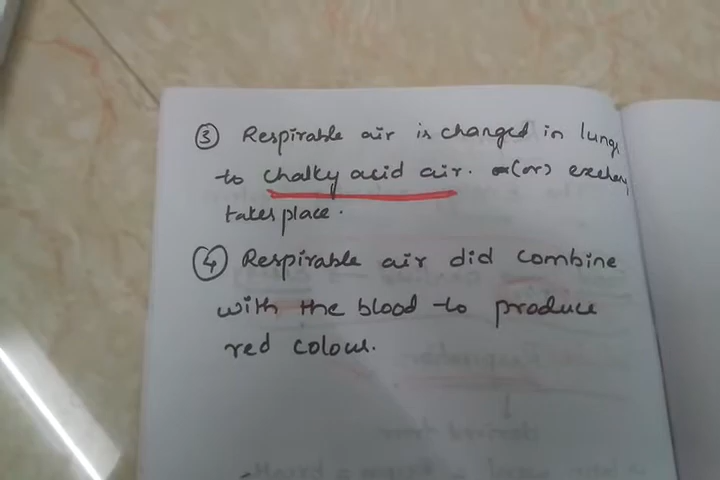 ③ Respirable air is changed in lungs
to chalky acid air. (or) exchang
takes place.
④ Respirable air did combine
with the blood to produce
red colour.